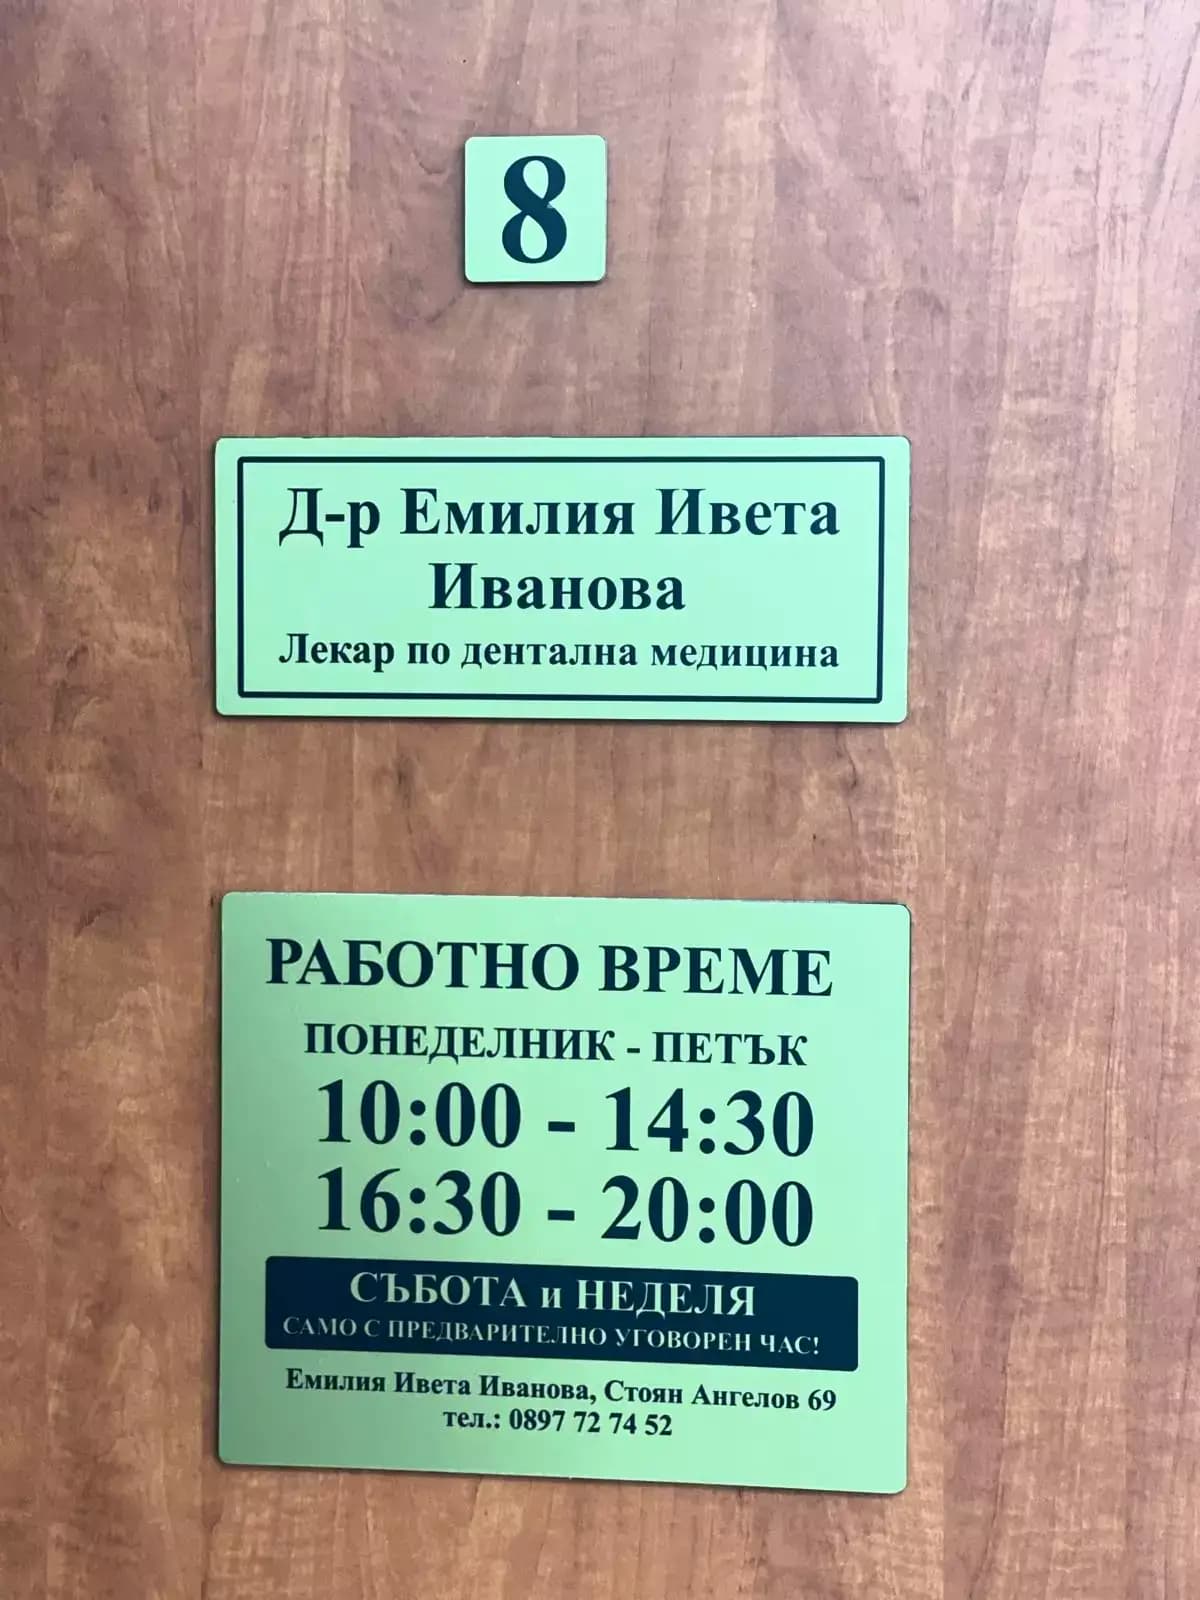 8
Д-р Емилия Ивета
Иванова
Лекар по дентална медицина
РАБОТНО ВРЕМЕ
ПОНЕДЕЛНИК - ПЕТЪК
10:00 - 14:30
16:30 - 20:00
СЪБОТА и НЕДЕЛЯ
САМО С ПРЕДВАРИТЕЛНО УГОВОРЕН ЧАС!
Емилия Ивета Иванова, Стоян Ангелов 69
тел.: 0897 72 74 52